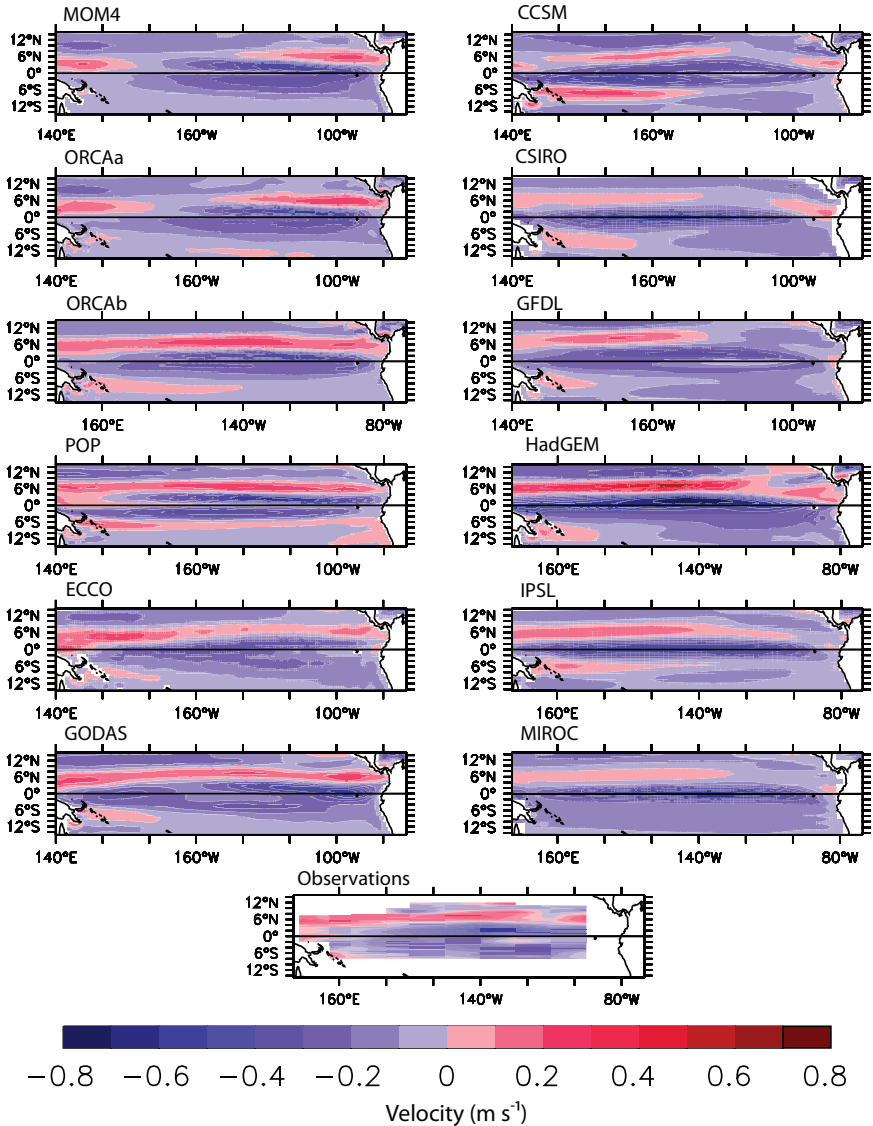 MOM4
CCSM
12°N
6°N
0°
6°S
12°S
140°E 160°W 100°W
12°N
6°N
0°
6°S
12°S
140°E 160°W 100°W
ORCAa
CSIRO
12°N
6°N
0°
6°S
12°S
140°E 160°W 100°W
12°N
6°N
0°
6°S
12°S
140°E 160°W 100°W
ORCAb
GFDL
12°N
6°N
0°
6°S
12°S
160°E 140°W 80°W
12°N
6°N
0°
6°S
12°S
140°E 160°W 100°W
POP
HadGEM
12°N
6°N
0°
6°S
12°S
140°E 160°W 100°W
12°N
6°N
0°
6°S
12°S
160°E 140°W 80°W
ECCO
IPSL
12°N
6°N
0°
6°S
12°S
140°E 160°W 100°W
12°N
6°N
0°
6°S
12°S
160°E 140°W 80°W
GODAS
MIROC
12°N
6°N
0°
6°S
12°S
140°E 160°W 100°W
12°N
6°N
0°
6°S
12°S
160°E 140°W 80°W
Observations
12°N
6°N
0°
6°S
12°S
160°E 140°W 80°W
−0.8 −0.6 −0.4 −0.2 0 0.2 0.4 0.6 0.8
Velocity (m s⁻¹)